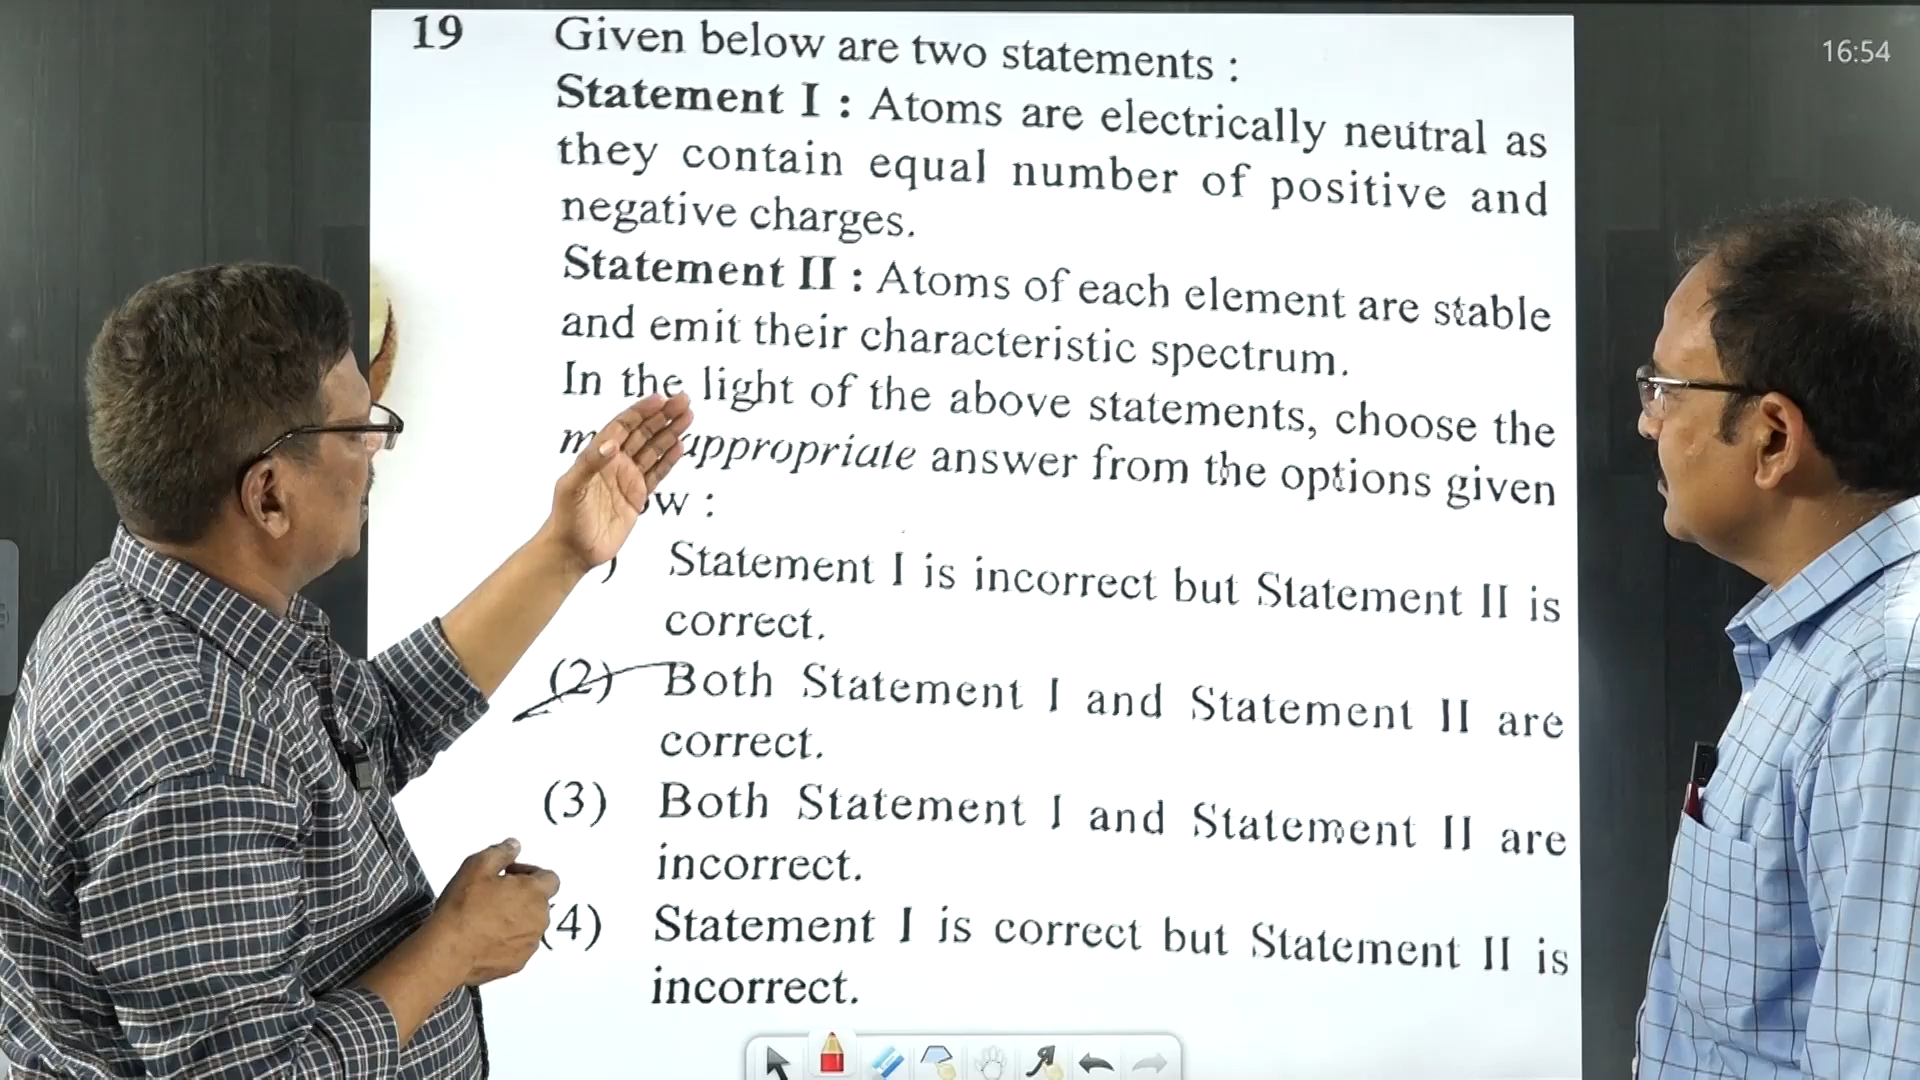 19 Given below are two statements :
16:54
Statement I : Atoms are electrically neutral as
they contain equal number of positive and
negative charges.
Statement II : Atoms of each element are stable
and emit their characteristic spectrum.
In the light of the above statements, choose the
appropriate answer from the options given
w :
) Statement I is incorrect but Statement II is
correct.
(2) Both Statement I and Statement II are
correct.
(3) Both Statement I and Statement II are
incorrect.
(4) Statement I is correct but Statement II is
incorrect.